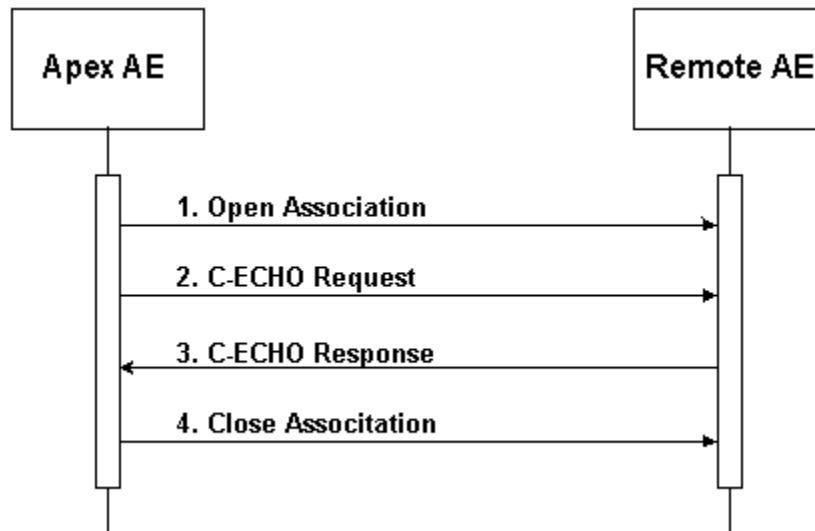 Apex AE
Remote AE
1. Open Association
2. C-ECHO Request
3. C-ECHO Response
4. Close Associtation